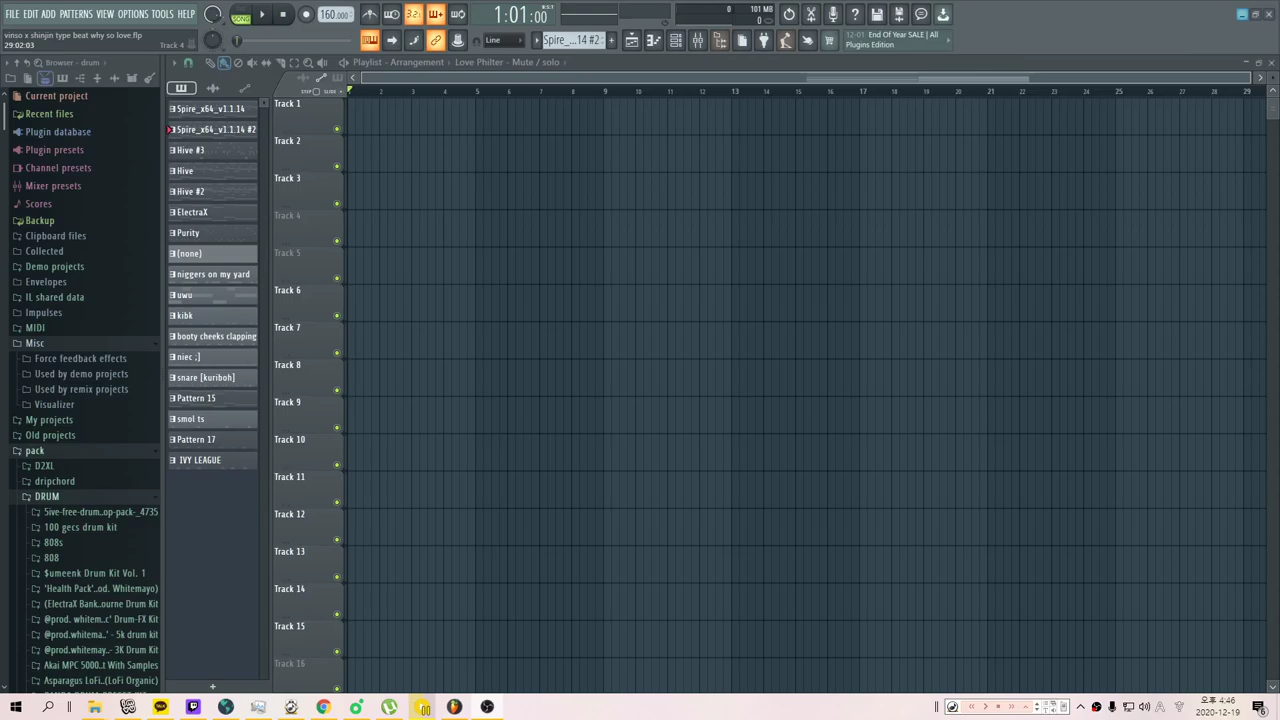 FILE EDIT ADD PATTERNS VIEW OPTIONS TOOLS HELP
SONG
160.000
3.2
1:01:00
B:S:T
0
101 MB
0
12-01 End Of YEAR SALE | All
Plugins Edition
vinso x shinjin type beat why so love.flp
29:02:03
Track 4
Line
Spire_...14 #2
Browser - drum
Playlist - Arrangement
Love Philter - Mute / solo
STEP
SLIDE
2 3 4 5 6 7 8 9 10 11 12 13 14 15 16 17 18 19 20 21 22 23 24 25 26 27 28 29
Current project
Recent files
Plugin database
Plugin presets
Channel presets
Mixer presets
Scores
Backup
Clipboard files
Collected
Demo projects
Envelopes
IL shared data
Impulses
MIDI
Misc
Force feedback effects
Used by demo projects
Used by remix projects
Visualizer
My projects
Old projects
pack
D2XL
dripchord
DRUM
5ive-free-drum..op-pack-_4735
100 gecs drum kit
808s
808
$umeenk Drum Kit Vol. 1
'Health Pack'..od. Whitemayo)
(ElectraX Bank..ourne Drum Kit
@prod. whitem..c' Drum-FX Kit
@prod.whitema..' - 5k drum kit
@prod.whitemay..- 3K Drum Kit
Akai MPC 5000..t With Samples
Asparagus LoFi..(LoFi Organic)
Spire_x64_v1.1.14
Spire_x64_v1.1.14 #2
Hive #3
Hive
Hive #2
ElectraX
Purity
(none)
niggers on my yard
uwu
kibk
booty cheeks clapping
niec ;]
snare [kuriboh]
Pattern 15
smol ts
Pattern 17
IVY LEAGUE
Track 1
Track 2
Track 3
Track 4
Track 5
Track 6
Track 7
Track 8
Track 9
Track 10
Track 11
Track 12
Track 13
Track 14
Track 15
Track 16
오후 4:46
2020-12-19